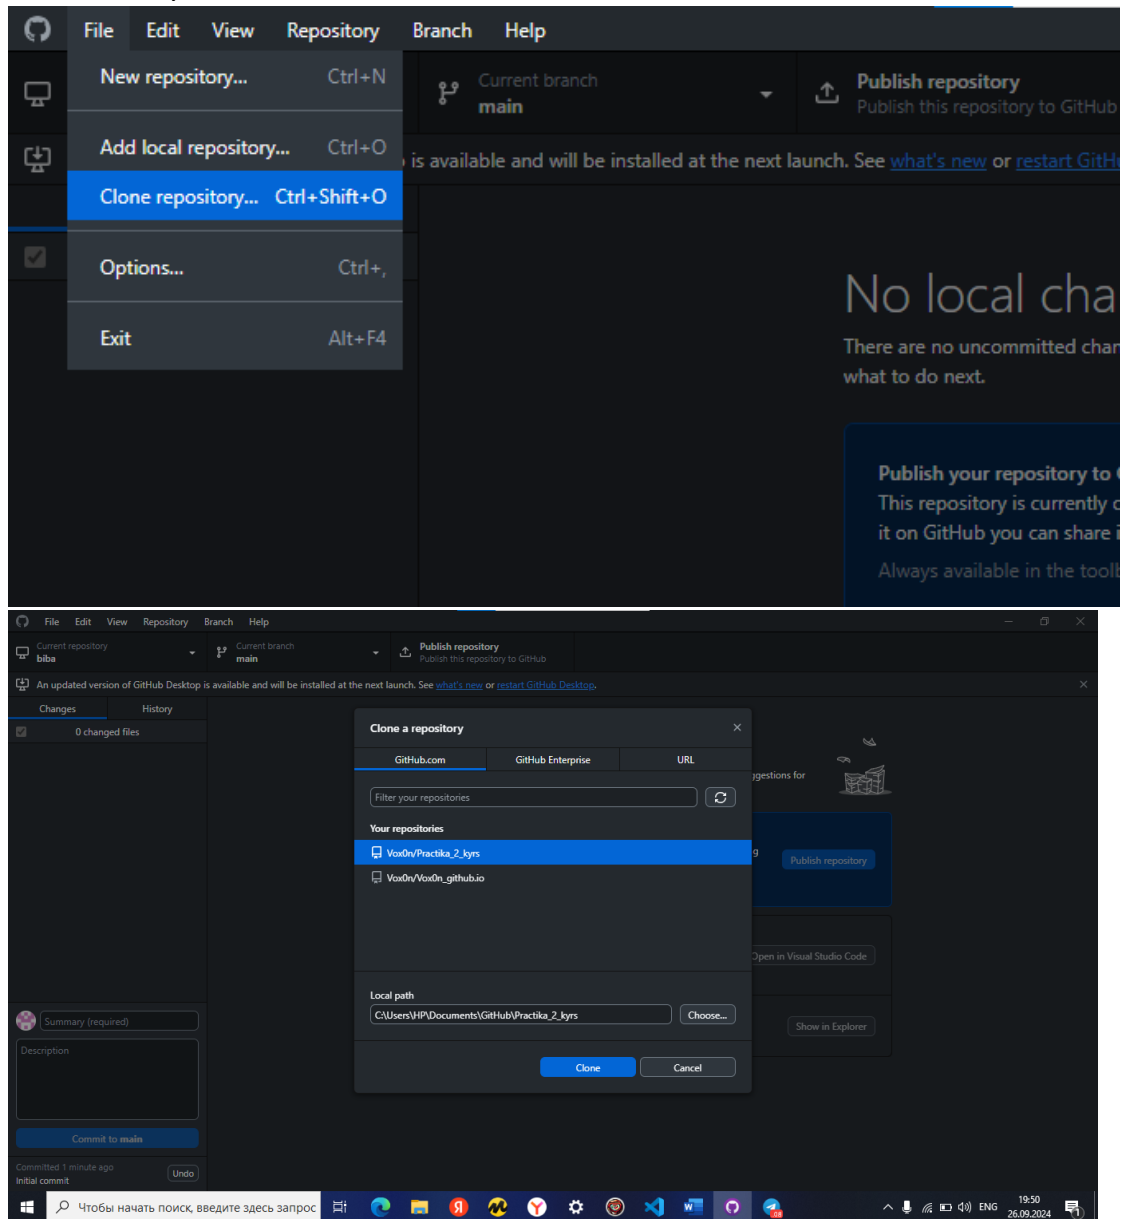 File Edit View Repository Branch Help
New repository... Ctrl+N
Current branch
main
Publish repository
Publish this repository to GitHub
Add local repository... Ctrl+O
is available and will be installed at the next launch. See what's new or restart GitH
Clone repository... Ctrl+Shift+O
Options... Ctrl+,
Exit Alt+F4
No local cha
There are no uncommitted chan
what to do next.
Publish your repository to
This repository is currently
it on GitHub you can share
Always available in the tool
File Edit View Repository Branch Help
Current repository
biba
Current branch
main
Publish repository
Publish this repository to GitHub
An updated version of GitHub Desktop is available and will be installed at the next launch. See what's new or restart GitHub Desktop.
Changes History
0 changed files
Clone a repository
GitHub.com GitHub Enterprise URL
Filter your repositories
Your repositories
Vox0n/Practika_2_kyrs
Vox0n/Vox0n_github.io
ggestions for
g
Publish repository
Open in Visual Studio Code
Local path
C:\Users\HP\Documents\GitHub\Practika_2_kyrs Choose...
Show in Explorer
Clone Cancel
Summary (required)
Description
Commit to main
Committed 1 minute ago
Initial commit
Undo
Чтобы начать поиск, введите здесь запрос
ENG
19:50
26.09.2024